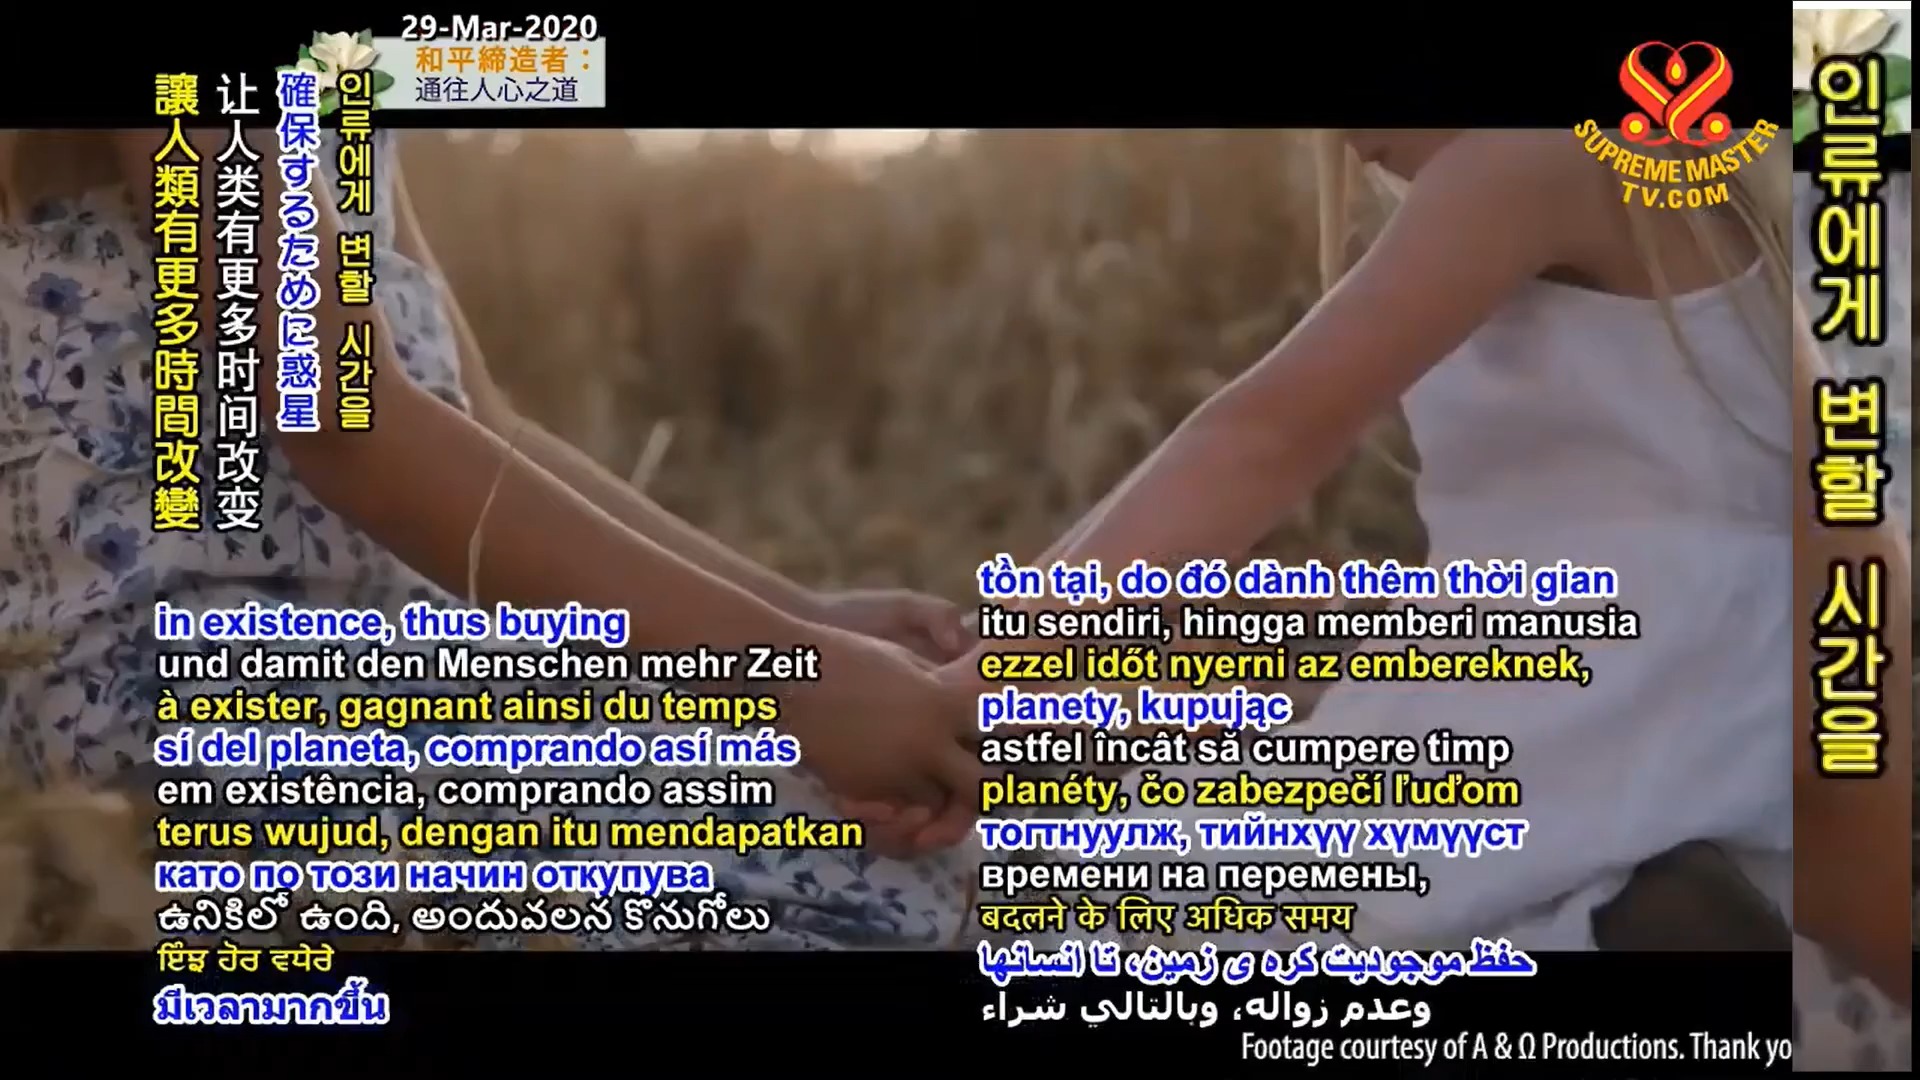 29-Mar-2020
和平締造者：
通往人心之道
SUPREME MASTER
TV.COM
讓人類有更多時間改變
让人类有更多时间改变
確保するために惑星
인류에게 변할 시간을
in existence, thus buying
und damit den Menschen mehr Zeit
à exister, gagnant ainsi du temps
sí del planeta, comprando así más
em existência, comprando assim
terus wujud, dengan itu mendapatkan
като по този начин откупува
ఉనికిలో ఉంది, అందువలన కొనుగోలు
ਇੰਝ ਹੋਰ ਵਧੇਰੇ
มีเวลามากขึ้น
tồn tại, do đó dành thêm thời gian
itu sendiri, hingga memberi manusia
ezzel időt nyerni az embereknek,
planety, kupując
astfel încât să cumpere timp
planéty, čo zabezpečí ľuďom
тогтнуулж, тийнхүү хүмүүст
времени на перемены,
बदलने के लिए अधिक समय
حفظ موجودیت کره ی زمین، تا انسانها
وعدم زواله، وبالتالي شراء
Footage courtesy of A & Ω Productions. Thank yo
인류에게 변할 시간을